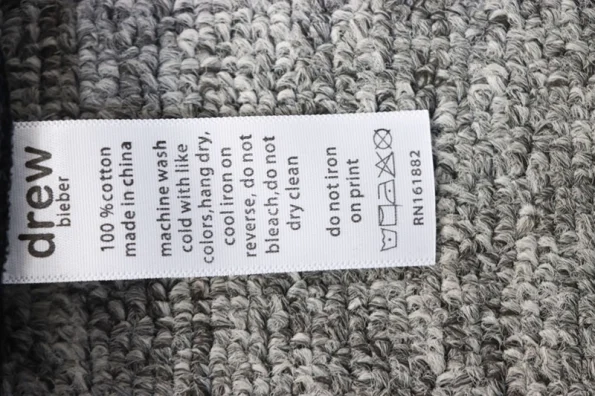 drew
bieber
100 %cotton
made in china
machine wash
cold with like
colors,hang dry,
cool iron on
reverse, do not
bleach,do not
dry clean
do not iron
on print
RN161882